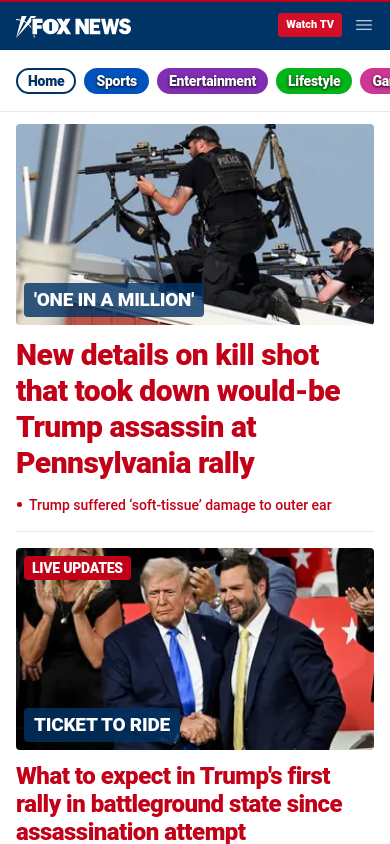 FOX NEWS
Watch TV
Home
Sports
Entertainment
Lifestyle
Ga
POLICE
'ONE IN A MILLION'
New details on kill shot
that took down would-be
Trump assassin at
Pennsylvania rally
• Trump suffered ‘soft-tissue’ damage to outer ear
LIVE UPDATES
TICKET TO RIDE
What to expect in Trump's first
rally in battleground state since
assassination attempt